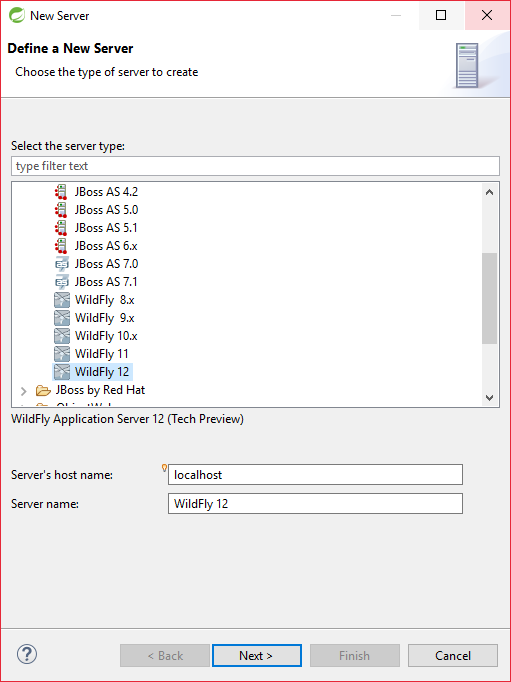 New Server
Define a New Server
Choose the type of server to create
Select the server type:
type filter text
JBoss AS 4.2
JBoss AS 5.0
JBoss AS 5.1
JBoss AS 6.x
JBoss AS 7.0
JBoss AS 7.1
WildFly  8.x
WildFly  9.x
WildFly 10.x
WildFly 11
WildFly 12
JBoss by Red Hat
WildFly Application Server 12 (Tech Preview)
Server's host name: localhost
Server name: WildFly 12
? < Back Next > Finish Cancel